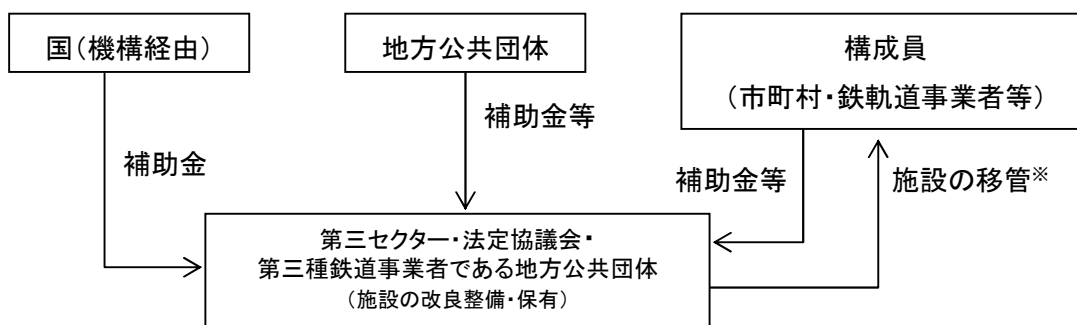 国（機構経由）
地方公共団体
構成員
（市町村・鉄軌道事業者等）
補助金
補助金等
補助金等
施設の移管※
第三セクター・法定協議会・
第三種鉄道事業者である地方公共団体
（施設の改良整備・保有）